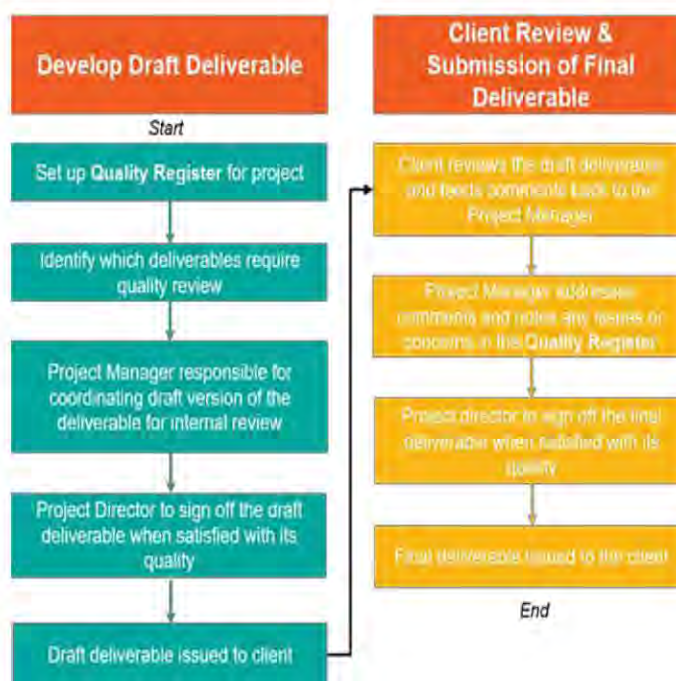 Develop Draft Deliverable
Start
Set up Quality Register for project
Identify which deliverables require
quality review
Project Manager responsible for
coordinating draft version of the
deliverable for internal review
Project Director to sign off the draft
deliverable when satisfied with its
quality
Draft deliverable issued to client
Client Review &
Submission of Final
Deliverable
Client reviews the draft deliverable
and feeds comments back to the
Project Manager
Project Manager addresses
comments and notes any issues or
concerns in the Quality Register
Project director to sign off the final
deliverable when satisfied with its
quality
Final deliverable issued to the client
End